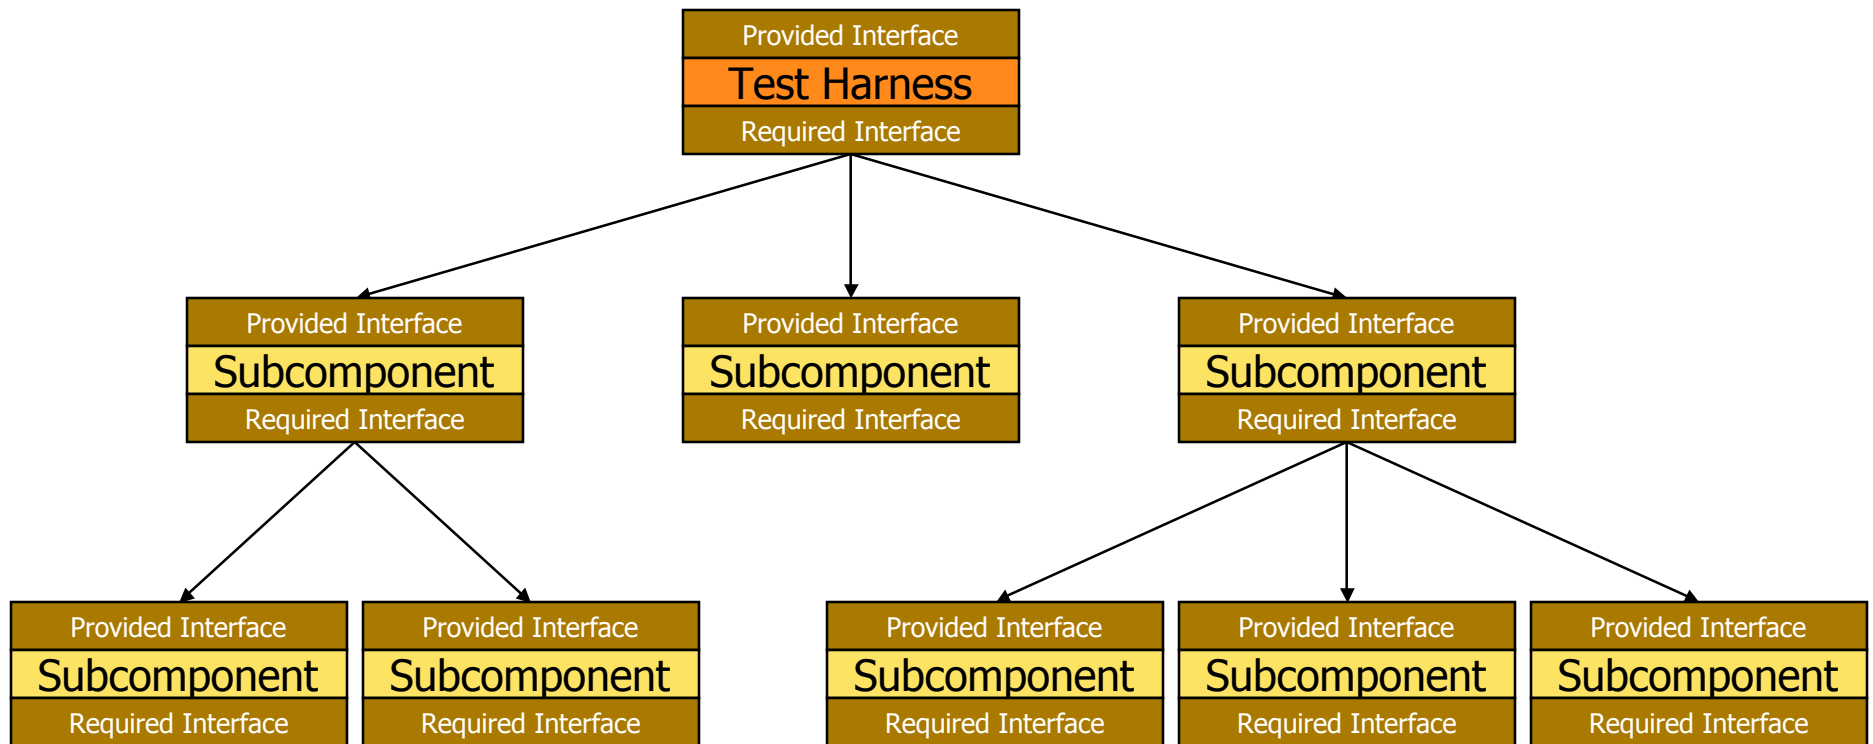 Provided Interface
Test Harness
Required Interface
Provided Interface
Subcomponent
Required Interface
Provided Interface
Subcomponent
Required Interface
Provided Interface
Subcomponent
Required Interface
Provided Interface
Subcomponent
Required Interface
Provided Interface
Subcomponent
Required Interface
Provided Interface
Subcomponent
Required Interface
Provided Interface
Subcomponent
Required Interface
Provided Interface
Subcomponent
Required Interface